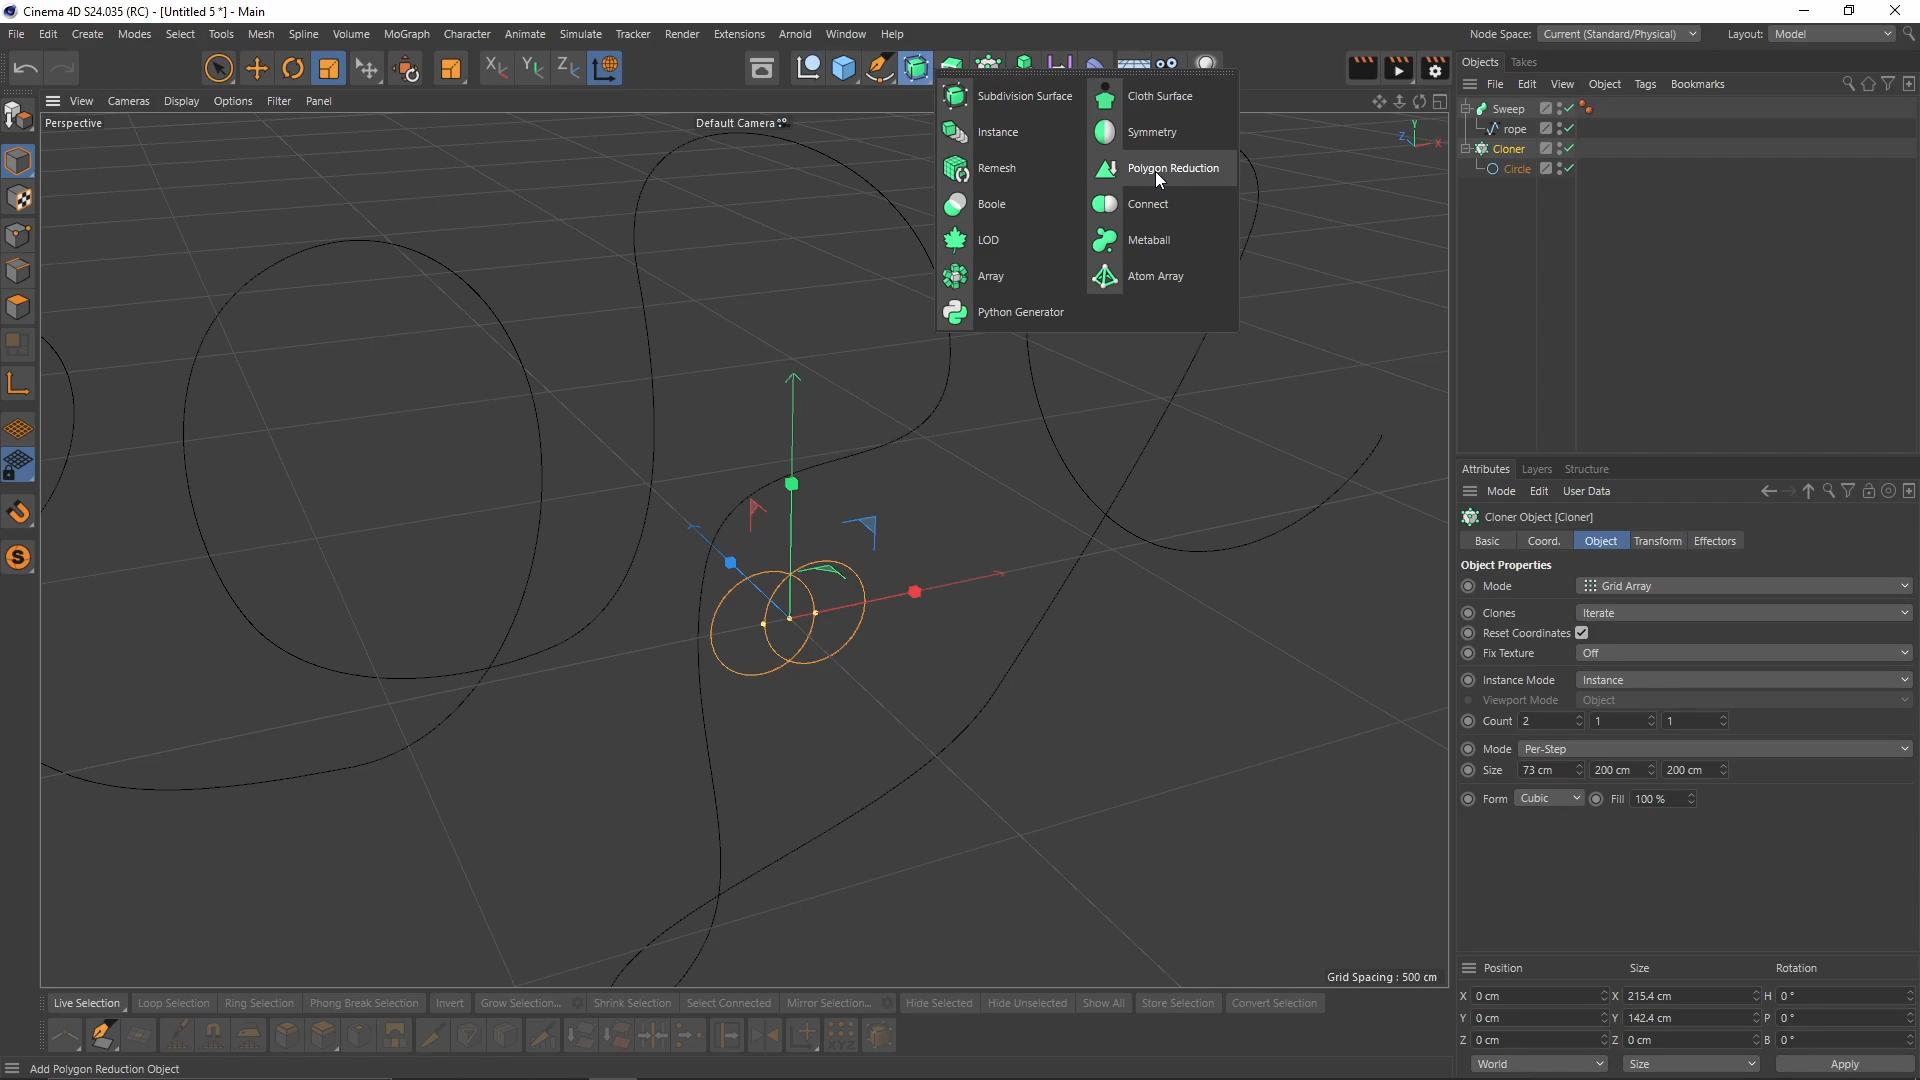 Cinema 4D S24.035 (RC) - [Untitled 5 *] - Main
File Edit Create Modes Select Tools Mesh Spline Volume MoGraph Character Animate Simulate Tracker Render Extensions Arnold Window Help
Node Space: Current (Standard/Physical) Layout: Model
View Cameras Display Options Filter Panel
Perspective
Default Camera
Subdivision Surface
Cloth Surface
Instance
Symmetry
Remesh
Polygon Reduction
Boole
Connect
LOD
Metaball
Array
Atom Array
Python Generator
Grid Spacing : 500 cm
Objects Takes
File Edit View Object Tags Bookmarks
Sweep
rope
Cloner
Circle
Attributes Layers Structure
Mode Edit User Data
Cloner Object [Cloner]
Basic Coord. Object Transform Effectors
Object Properties
Mode Grid Array
Clones Iterate
Reset Coordinates
Fix Texture Off
Instance Mode Instance
Viewport Mode Object
Count 2 1 1
Mode Per-Step
Size 73 cm 200 cm 200 cm
Form Cubic Fill 100 %
Position Size Rotation
X 0 cm X 215.4 cm H 0 °
Y 0 cm Y 142.4 cm P 0 °
Z 0 cm Z 0 cm B 0 °
World Size Apply
Live Selection Loop Selection Ring Selection Phong Break Selection Invert Grow Selection... Shrink Selection Select Connected Mirror Selection... Hide Selected Hide Unselected Show All Store Selection Convert Selection
Add Polygon Reduction Object